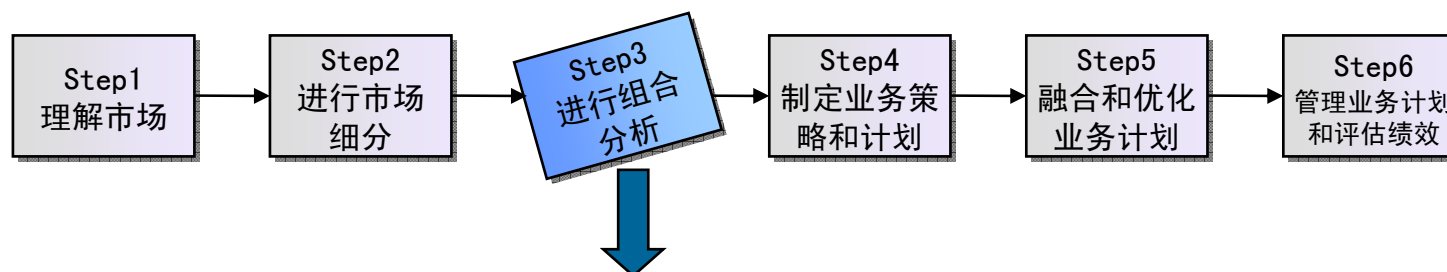 Step1
理解市场
Step2
进行市场
细分
Step3
进行组合
分析
Step4
制定业务策
略和计划
Step5
融合和优化
业务计划
Step6
管理业务计划
和评估绩效